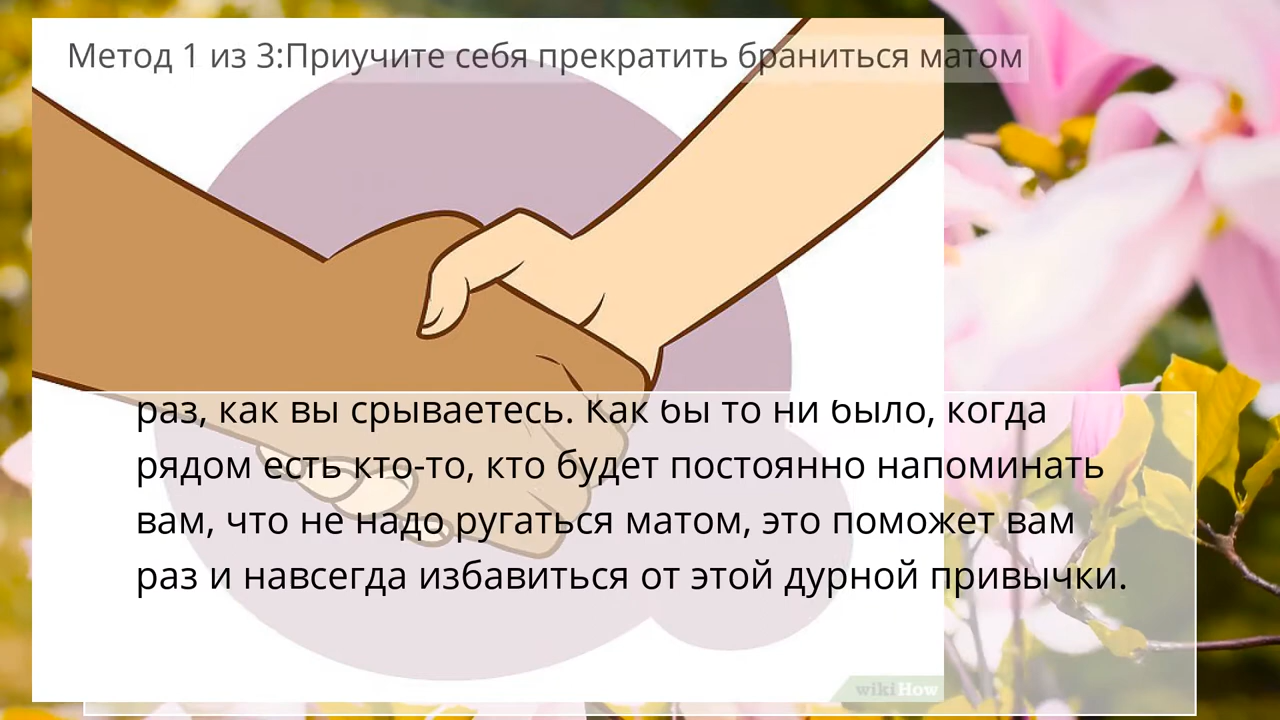 Метод 1 из 3:Приучите себя прекратить браниться матом
раз, как вы срываетесь. Как бы то ни было, когда
рядом есть кто-то, кто будет постоянно напоминать
вам, что не надо ругаться матом, это поможет вам
раз и навсегда избавиться от этой дурной привычки.
wikiHow